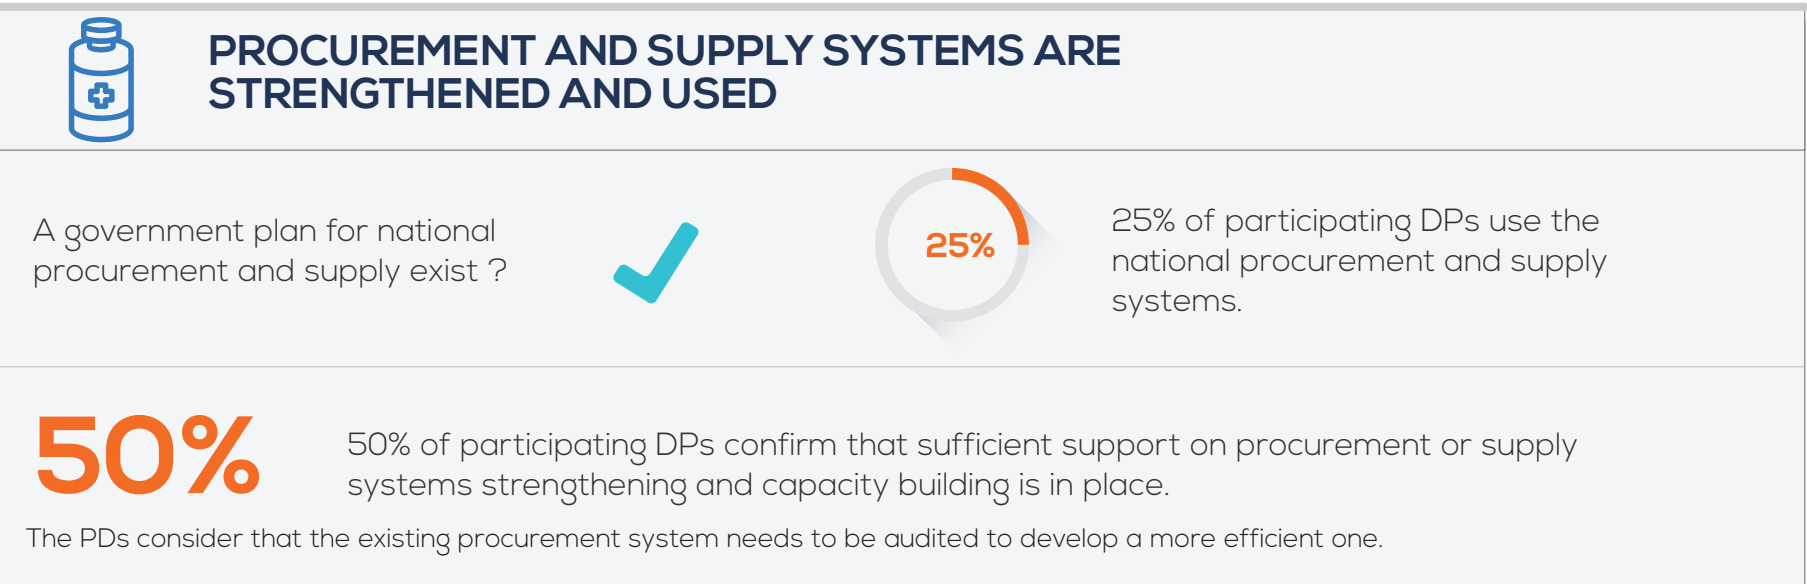 PROCUREMENT AND SUPPLY SYSTEMS ARE
STRENGTHENED AND USED
A government plan for national
procurement and supply exist ?
25%
25% of participating DPs use the
national procurement and supply
systems.
50%
50% of participating DPs confirm that sufficient support on procurement or supply
systems strengthening and capacity building is in place.
The PDs consider that the existing procurement system needs to be audited to develop a more efficient one.